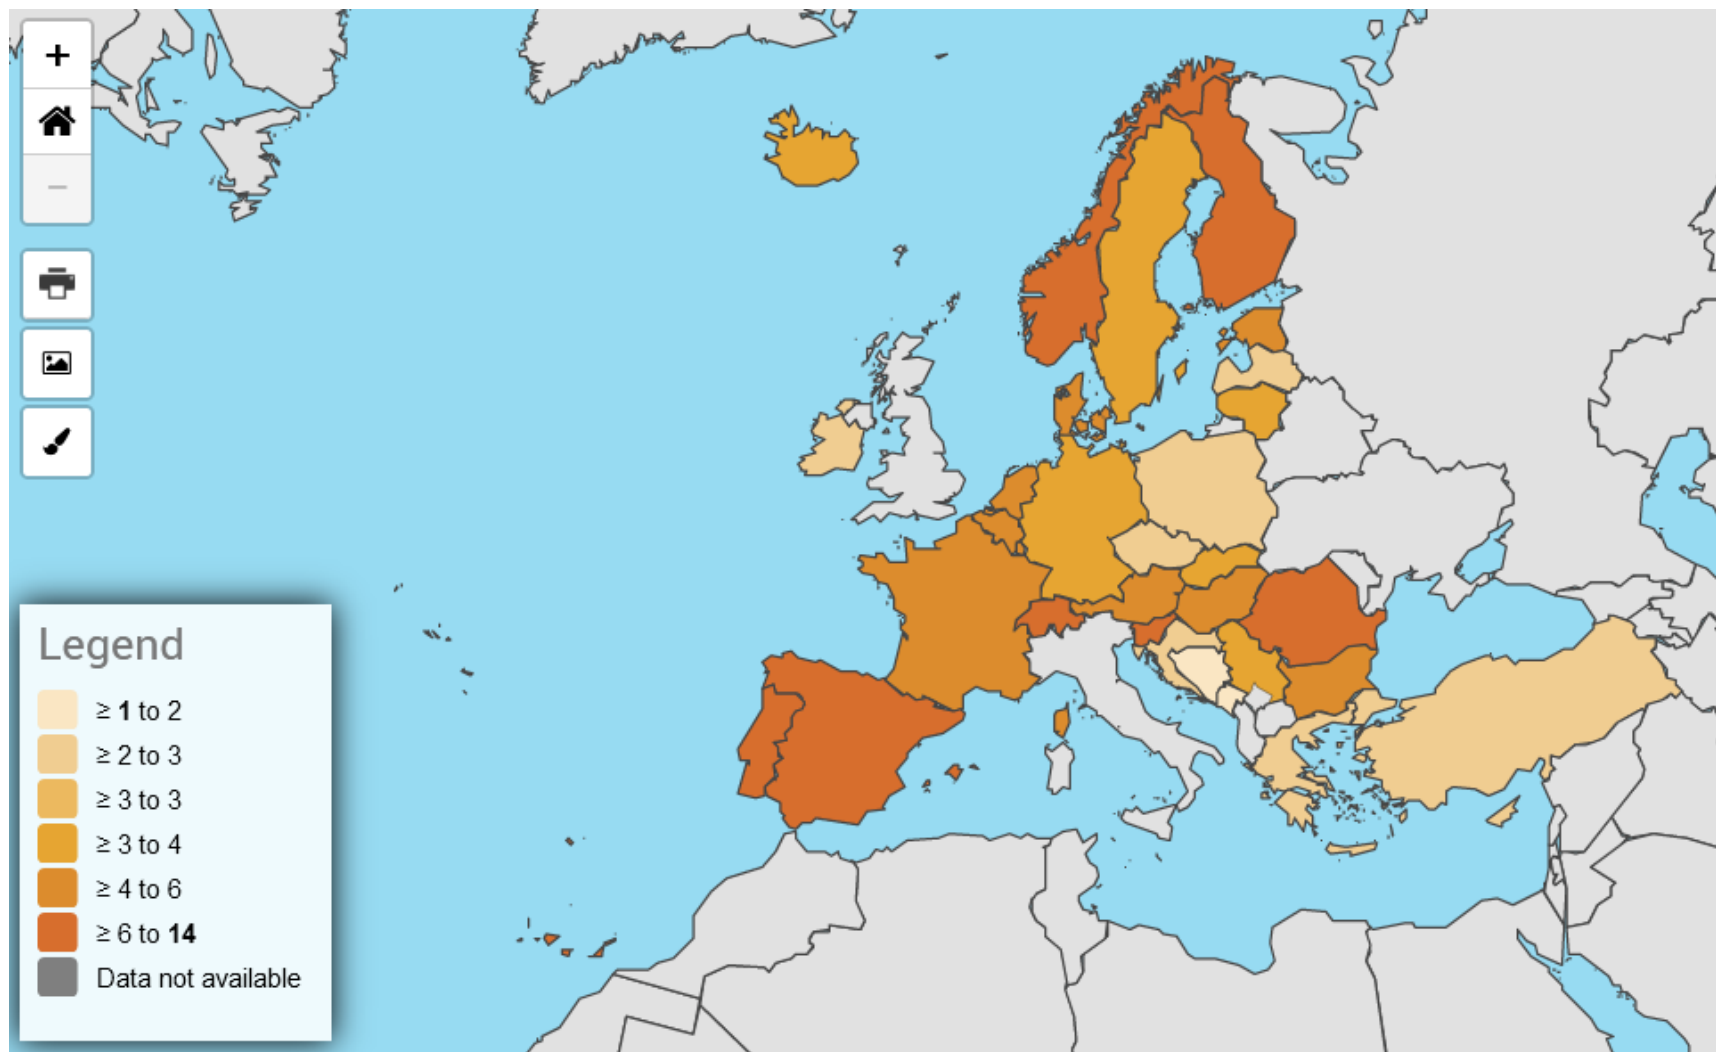 Legend
≥ 1 to 2
≥ 2 to 3
≥ 3 to 3
≥ 3 to 4
≥ 4 to 6
≥ 6 to 14
Data not available